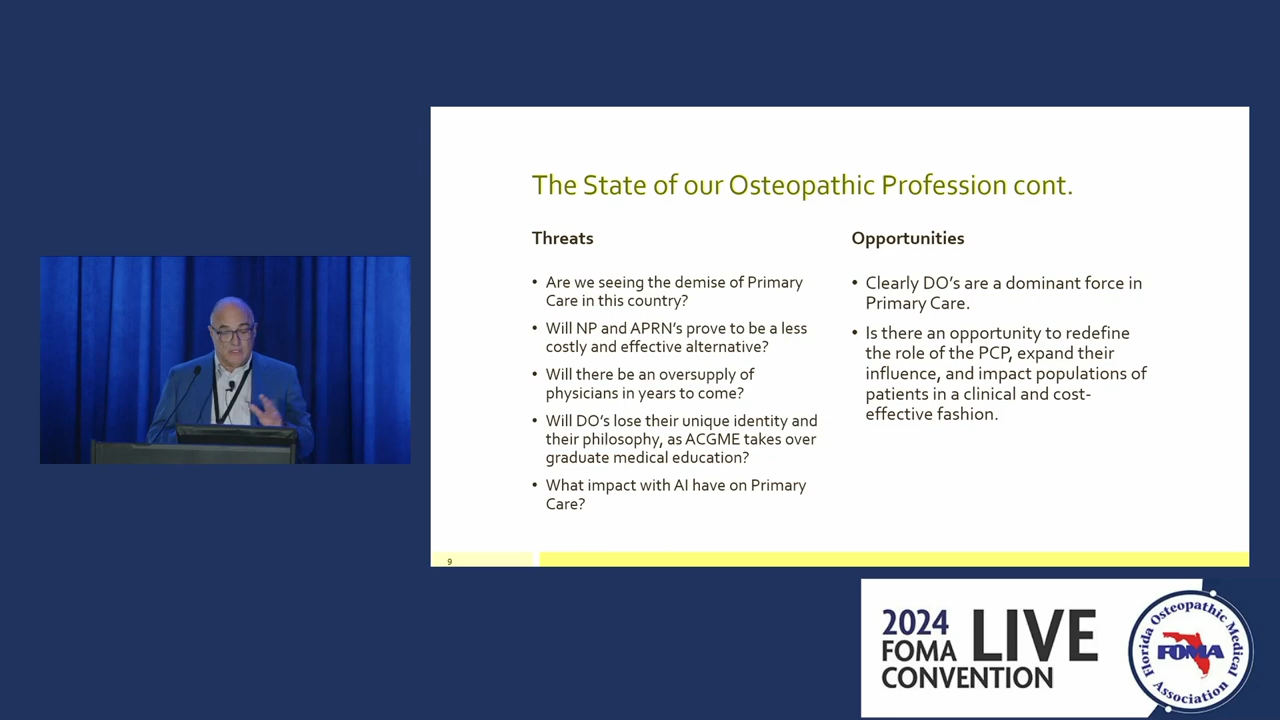 The State of our Osteopathic Profession cont.
Threats
• Are we seeing the demise of Primary
Care in this country?
• Will NP and APRN's prove to be a less
costly and effective alternative?
• Will there be an oversupply of
physicians in years to come?
• Will DO's lose their unique identity and
their philosophy, as ACGME takes over
graduate medical education?
• What impact with AI have on Primary
Care?
Opportunities
• Clearly DO's are a dominant force in
Primary Care.
• Is there an opportunity to redefine
the role of the PCP, expand their
influence, and impact populations of
patients in a clinical and cost-
effective fashion.
9
2024
FOMA
CONVENTION
LIVE
Florida Osteopathic Medical
FOMA
Association